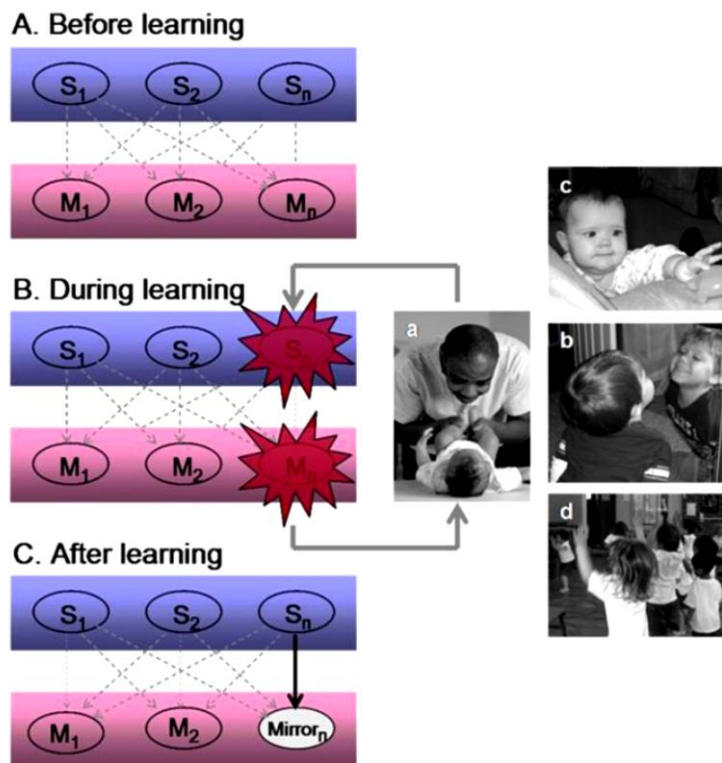 A. Before learning
S₁ S₂ Sₙ
M₁ M₂ Mₙ
B. During learning
S₁ S₂ Sₙ
M₁ M₂ Mₙ
C. After learning
S₁ S₂ Sₙ
M₁ M₂ Mirrorₙ
a
c
b
d